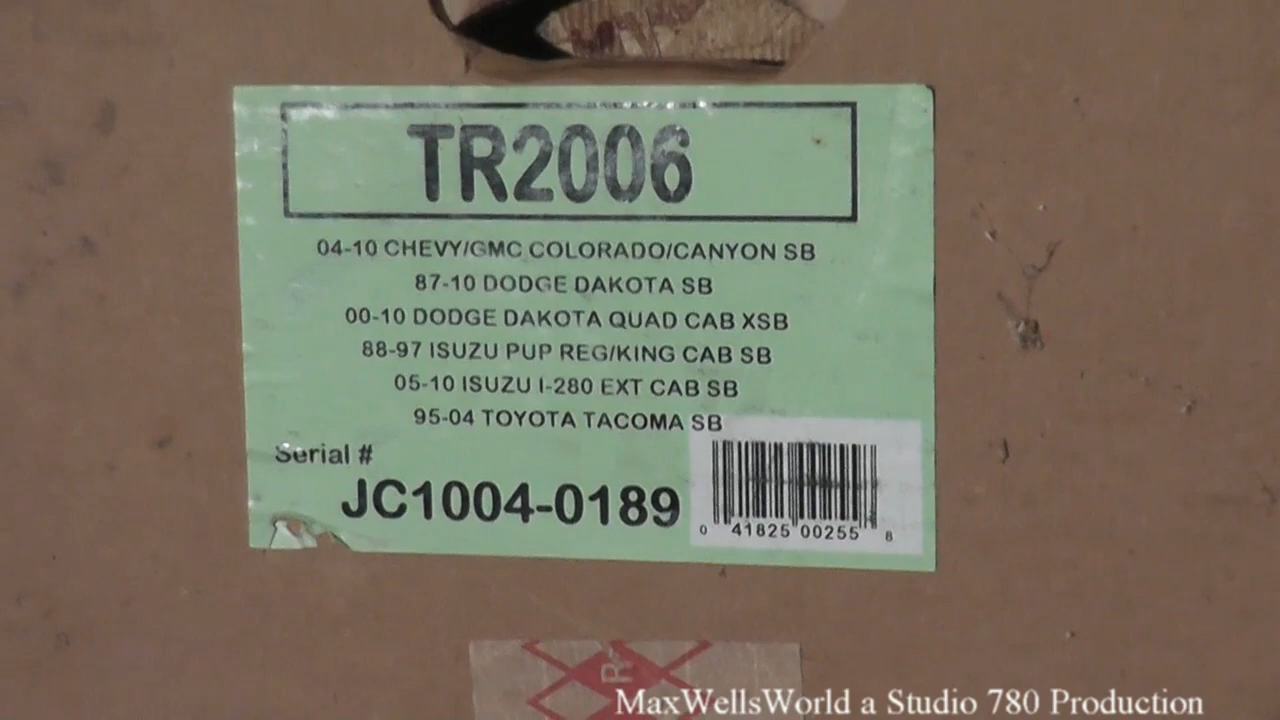 TR2006
04-10 CHEVY/GMC COLORADO/CANYON SB
87-10 DODGE DAKOTA SB
00-10 DODGE DAKOTA QUAD CAB XSB
88-97 ISUZU PUP REG/KING CAB SB
05-10 ISUZU I-280 EXT CAB SB
95-04 TOYOTA TACOMA SB
Serial #
JC1004-0189
0 41825 00255 8
MaxWellsWorld a Studio 780 Production